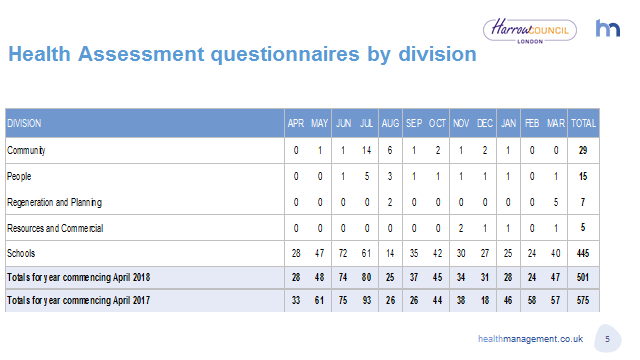 HarrowCOUNCIL
LONDON
hm
Health Assessment questionnaires by division
DIVISION APR MAY JUN JUL AUG SEP OCT NOV DEC JAN FEB MAR TOTAL
Community 0 1 1 14 6 1 2 1 2 1 0 0 29
People 0 0 1 5 3 1 1 1 1 1 0 1 15
Regeneration and Planning 0 0 0 0 2 0 0 0 0 0 0 5 7
Resources and Commercial 0 0 0 0 0 0 0 2 1 1 0 1 5
Schools 28 47 72 61 14 35 42 30 27 25 24 40 445
Totals for year commencing April 2018 28 48 74 80 25 37 45 34 31 28 24 47 501
Totals for year commencing April 2017 33 61 75 93 26 26 44 38 18 46 58 57 575
healthmanagement.co.uk 5